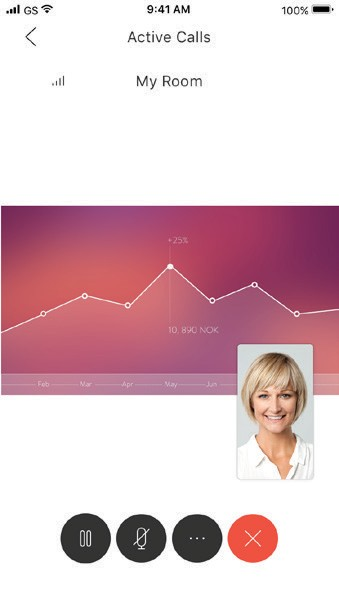 GS 9:41 AM 100%
Active Calls
My Room
+25%
10, 890 NOK
Feb Mar Apr May Jun